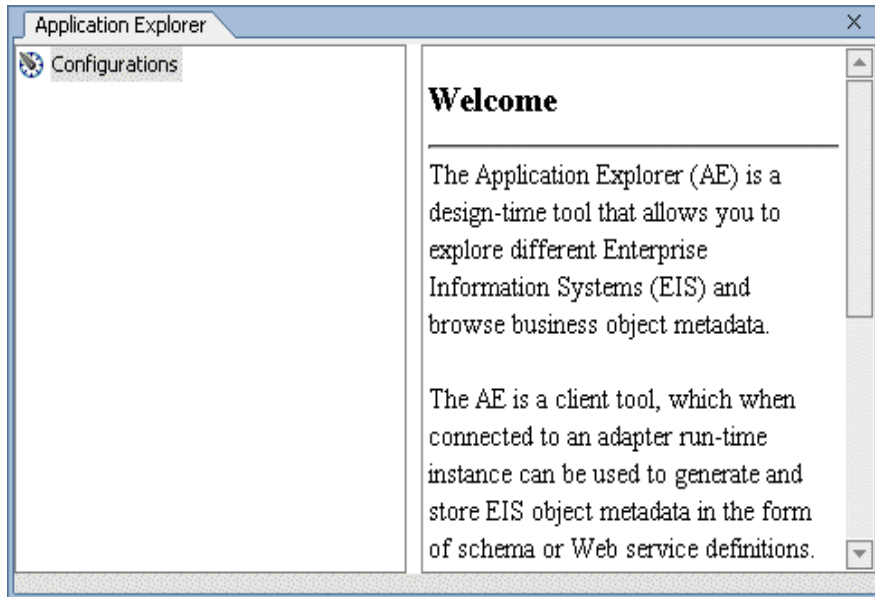 Application Explorer
Configurations
Welcome
The Application Explorer (AE) is a
design-time tool that allows you to
explore different Enterprise
Information Systems (EIS) and
browse business object metadata.
The AE is a client tool, which when
connected to an adapter run-time
instance can be used to generate and
store EIS object metadata in the form
of schema or Web service definitions.